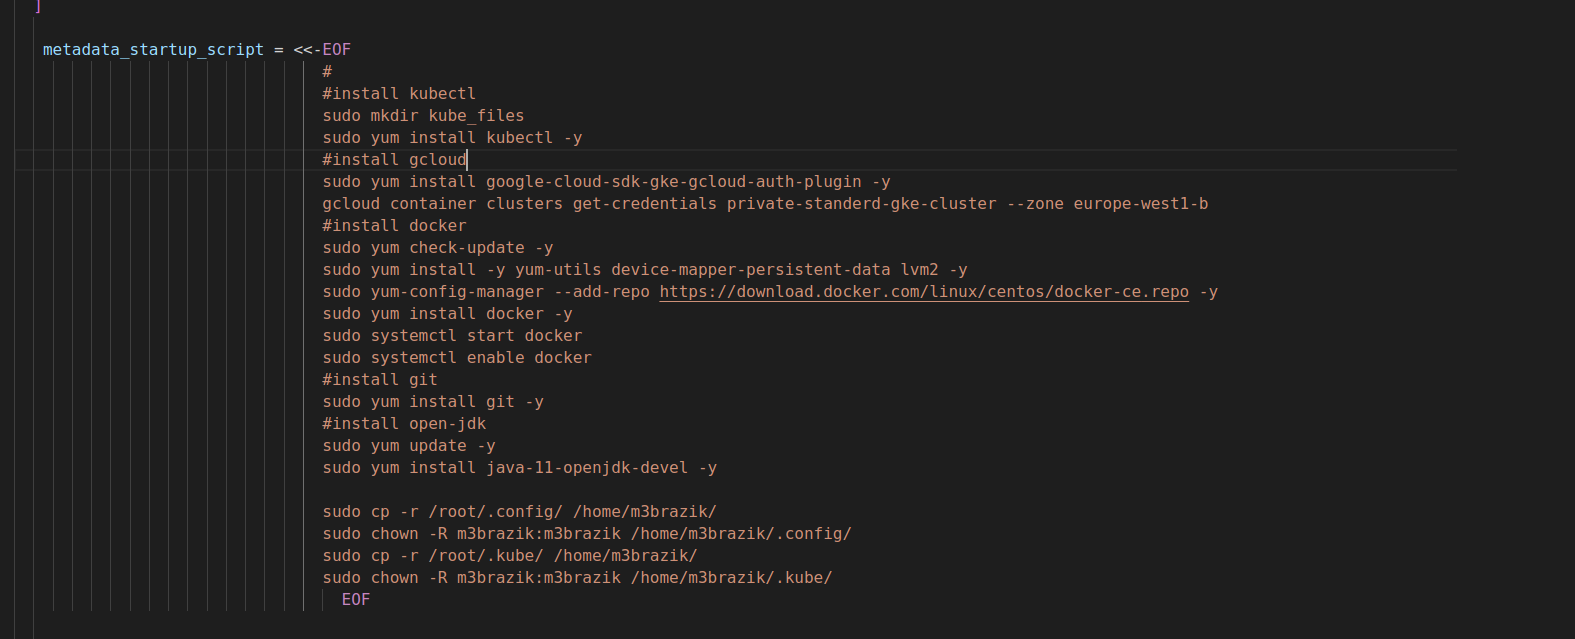 ]
metadata_startup_script = <<-EOF
#
#install kubectl
sudo mkdir kube_files
sudo yum install kubectl -y
#install gcloud
sudo yum install google-cloud-sdk-gke-gcloud-auth-plugin -y
gcloud container clusters get-credentials private-standerd-gke-cluster --zone europe-west1-b
#install docker
sudo yum check-update -y
sudo yum install -y yum-utils device-mapper-persistent-data lvm2 -y
sudo yum-config-manager --add-repo https://download.docker.com/linux/centos/docker-ce.repo -y
sudo yum install docker -y
sudo systemctl start docker
sudo systemctl enable docker
#install git
sudo yum install git -y
#install open-jdk
sudo yum update -y
sudo yum install java-11-openjdk-devel -y
sudo cp -r /root/.config/ /home/m3brazik/
sudo chown -R m3brazik:m3brazik /home/m3brazik/.config/
sudo cp -r /root/.kube/ /home/m3brazik/
sudo chown -R m3brazik:m3brazik /home/m3brazik/.kube/
EOF